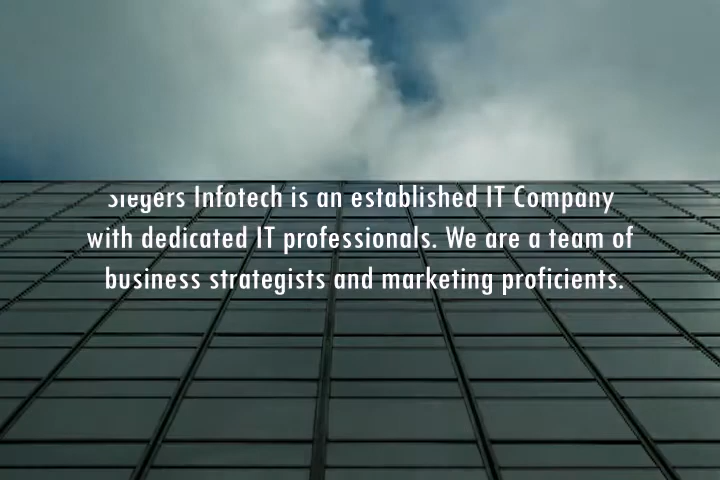 Infotech is an established IT Company
with dedicated IT professionals. We are a team of
business strategists and marketing proficients.